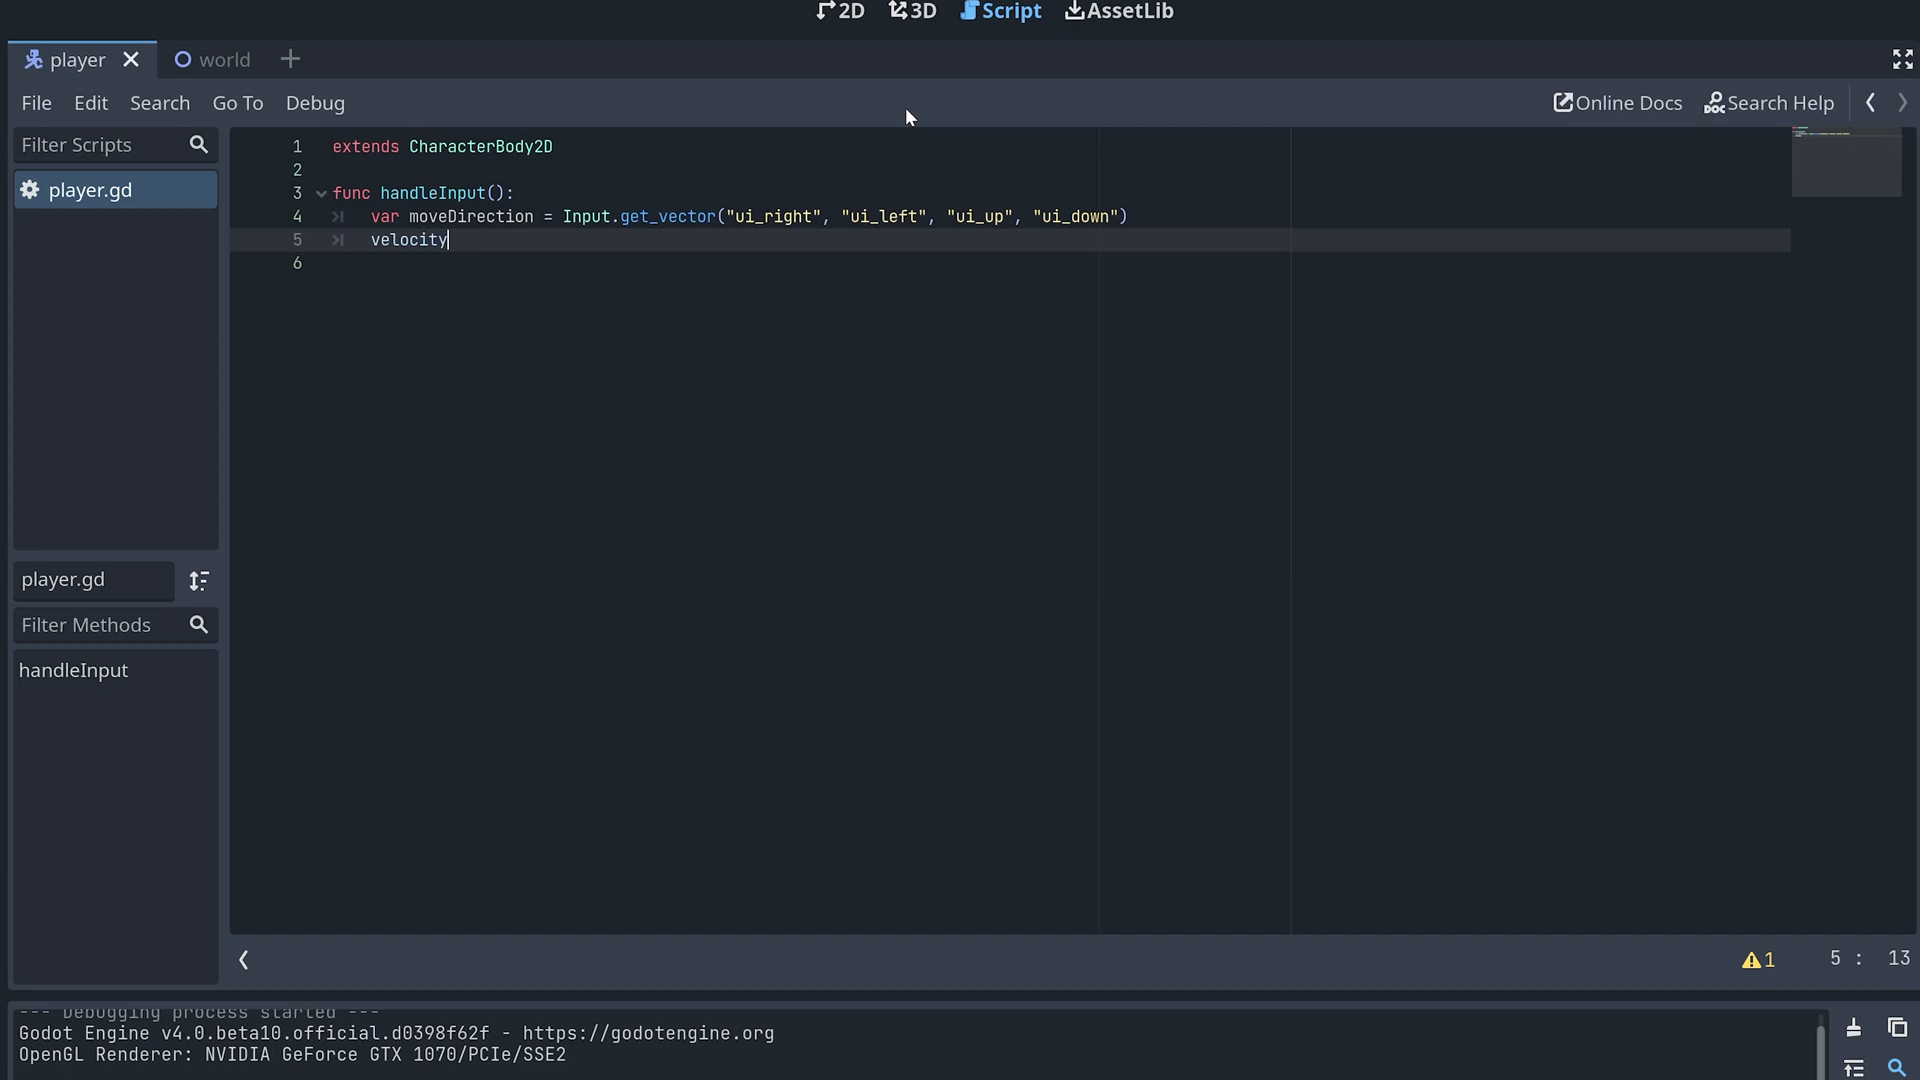 2D 3D Script AssetLib
player world
File Edit Search Go To Debug Online Docs Search Help
Filter Scripts
player.gd
1 extends CharacterBody2D
2
3 func handleInput():
4 var moveDirection = Input.get_vector("ui_right", "ui_left", "ui_up", "ui_down")
5 velocity
6
player.gd
Filter Methods
handleInput
1 5 : 13
--- Debugging process started ---
Godot Engine v4.0.beta10.official.d0398f62f - https://godotengine.org
OpenGL Renderer: NVIDIA GeForce GTX 1070/PCIe/SSE2